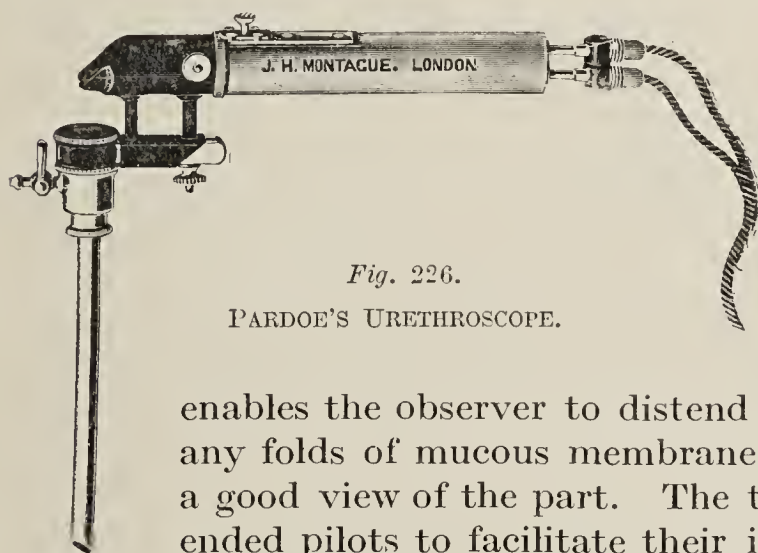 J. H. MONTAGUE. LONDON
Fig. 226.
PARDOE'S URETHROSCOPE.
enables the observer to distend
any folds of mucous membrane
a good view of the part. The
ended pilots to facilitate their